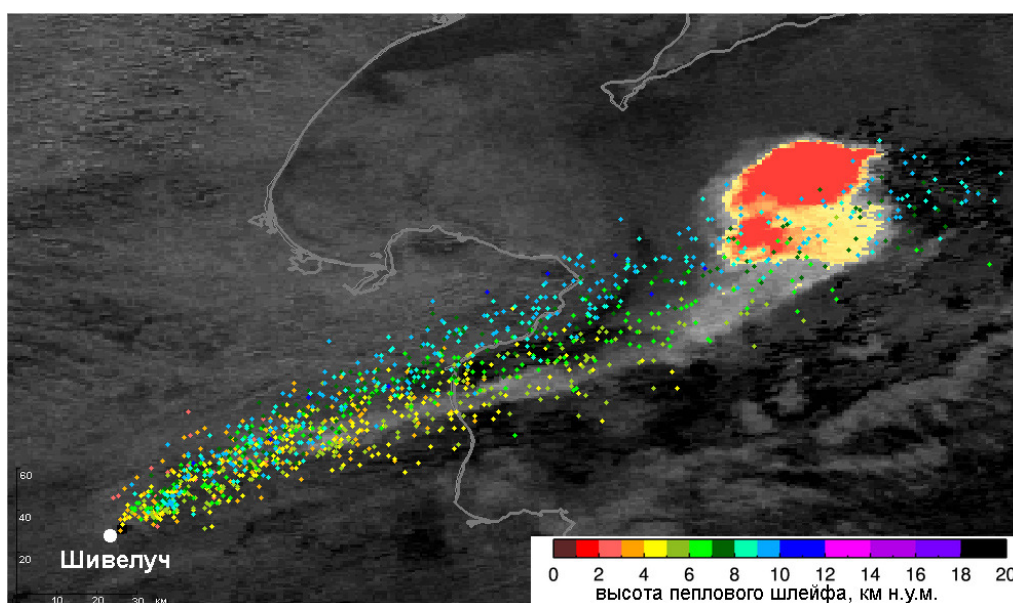 60
40
20
10 20 30 км
Шивелуч
0 2 4 6 8 10 12 14 16 18 20
высота пеплового шлейфа, км н.у.м.